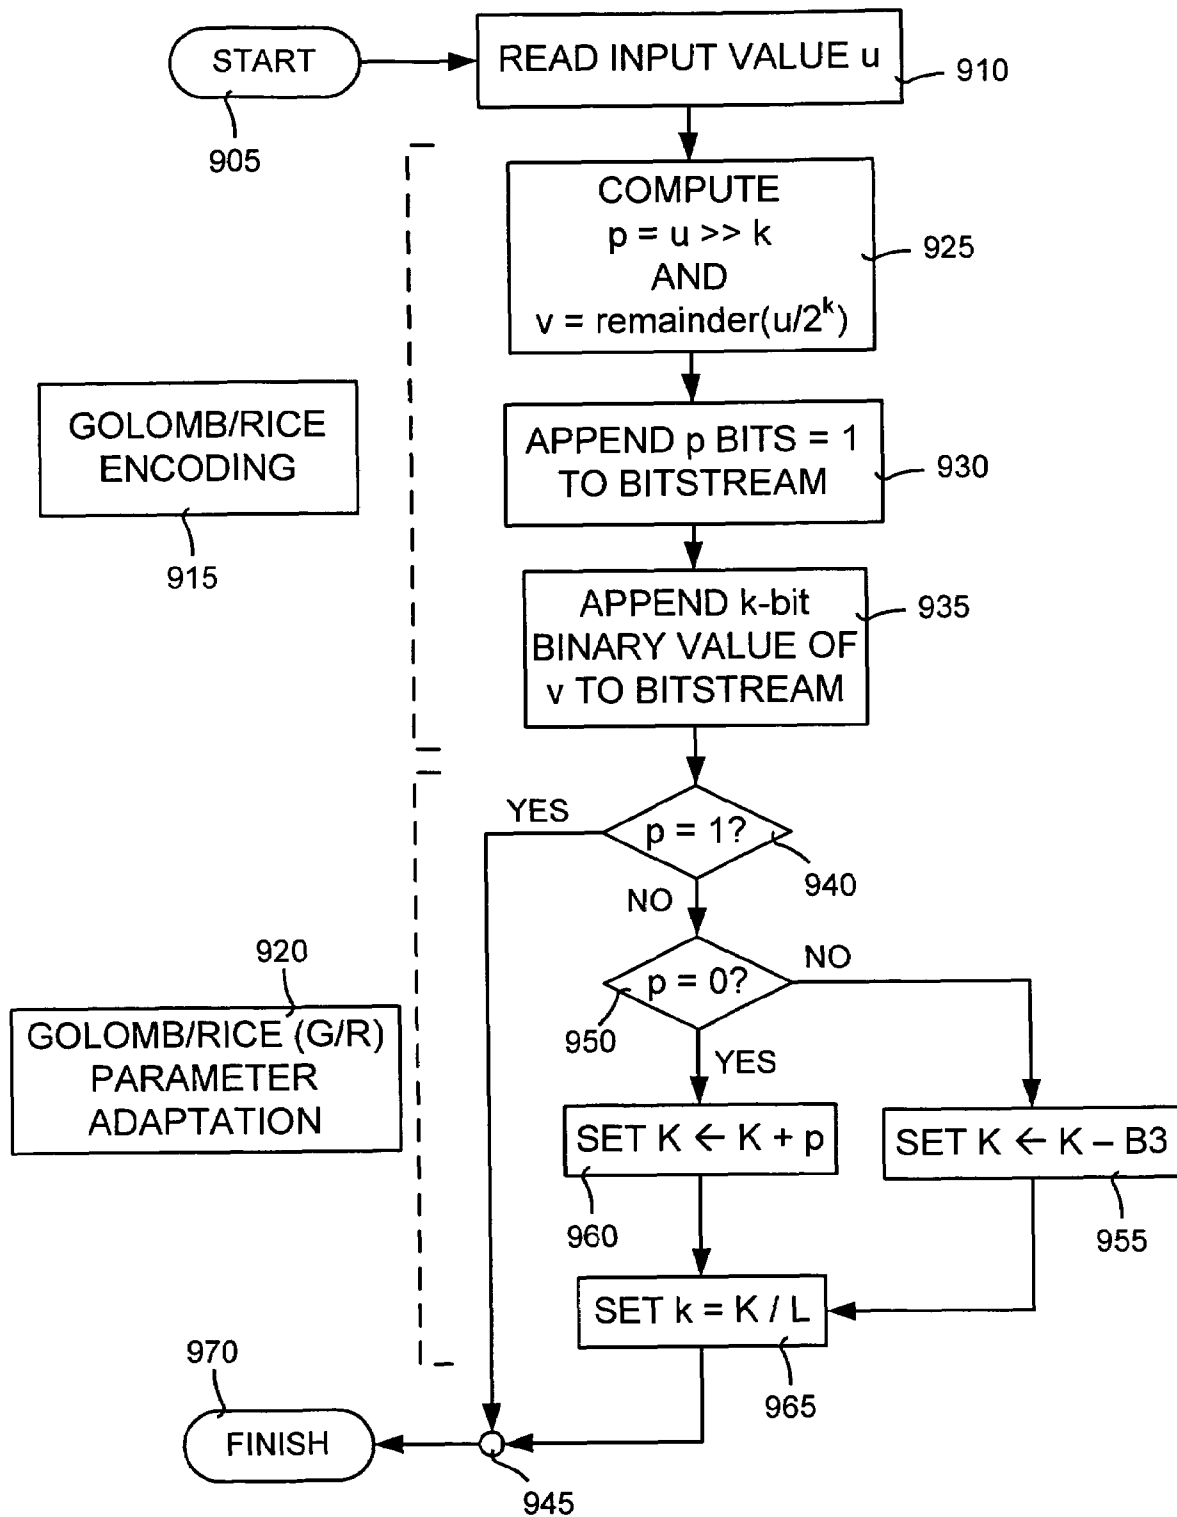 START
905
READ INPUT VALUE u
910
COMPUTE
p = u >> k
AND
v = remainder(u/2^k)
925
GOLOMB/RICE
ENCODING
915
APPEND p BITS = 1
TO BITSTREAM
930
APPEND k-bit
BINARY VALUE OF
v TO BITSTREAM
935
YES
p = 1?
940
NO
920
GOLOMB/RICE (G/R)
PARAMETER
ADAPTATION
p = 0?
NO
950
YES
SET K ← K + p
960
SET K ← K – B3
955
SET k = K / L
965
970
FINISH
945